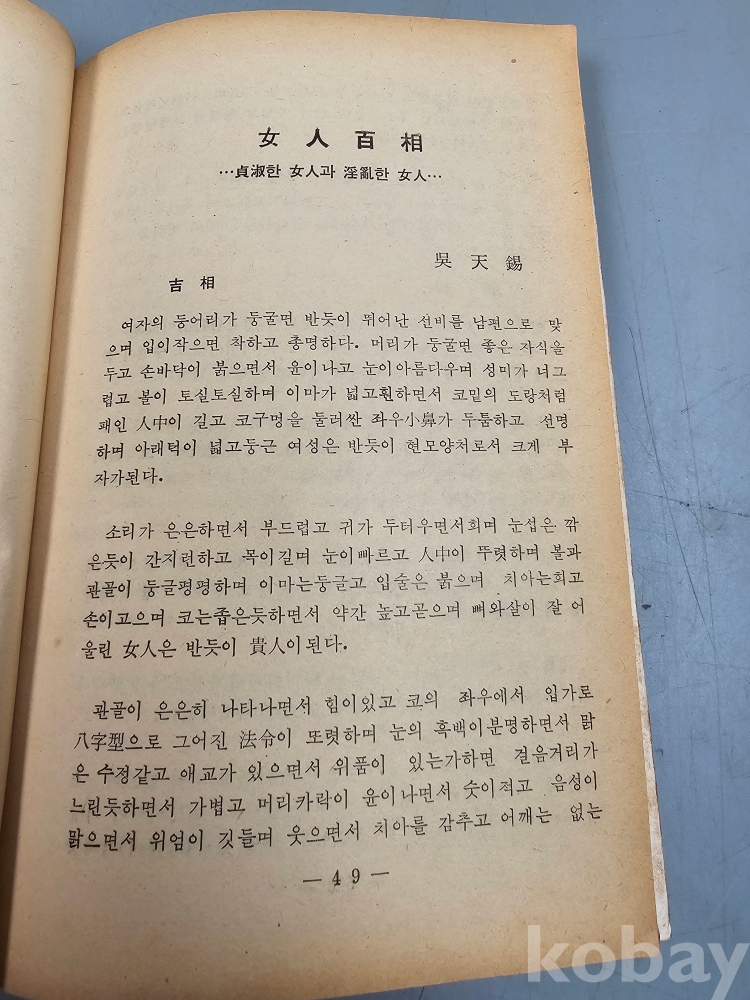 女人百相
…貞淑한 女人과 淫亂한 女人…
吳天錫
吉相
여자의 등어리가 둥굴면 반듯이 뛰어난 선비를 남편으로 맞
으며 입이작으면 착하고 총명하다. 머리가 둥굴면 좋은 자식을
두고 손바닥이 붉으면서 윤이나고 눈이아름다우며 성미가 너그
럽고 볼이 토실토실하며 이마가 넓고훤하면서 코밑의 도랑처럼
패인 人中이 길고 코구멍을 둘러싼 좌우小鼻가 두툼하고 선명
하며 아래턱이 넓고둥근 여성은 반듯이 현모양처로서 크게 부
자가된다.
소리가 은은하면서 부드럽고 귀가 두터우면서희며 눈섭은 깎
은듯이 간지런하고 목이길며 눈이빠르고 人中이 뚜렷하며 볼과
관골이 둥글평평하며 이마는둥글고 입술은 붉으며 치아는희고
손이고으며 코는좁은듯하면서 약간 높고곧으며 뼈와살이 잘 어
울린 女人은 반듯이 貴人이된다.
관골이 은은히 나타나면서 힘이있고 코의 좌우에서 입가로
八字型으로 그어진 法令이 또렷하며 눈의 흑백이분명하면서 맑
은 수정같고 애교가 있으면서 위품이 있는가하면 걸음거리가
느린듯하면서 가볍고 머리카락이 윤이나면서 숫이적고 음성이
맑으면서 위엄이 깃들며 웃으면서 치아를 감추고 어깨는 없는
— 49 —
kobay